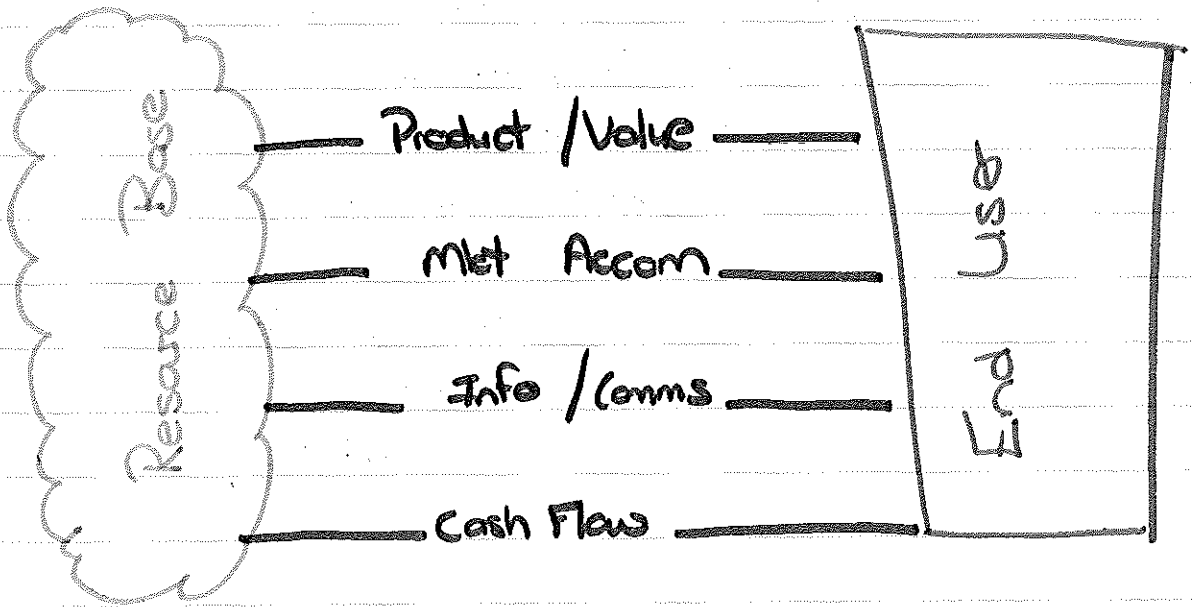 Resource Base
Product / Value
Mkt Accom
Info / Comms
Cash Flow
End user